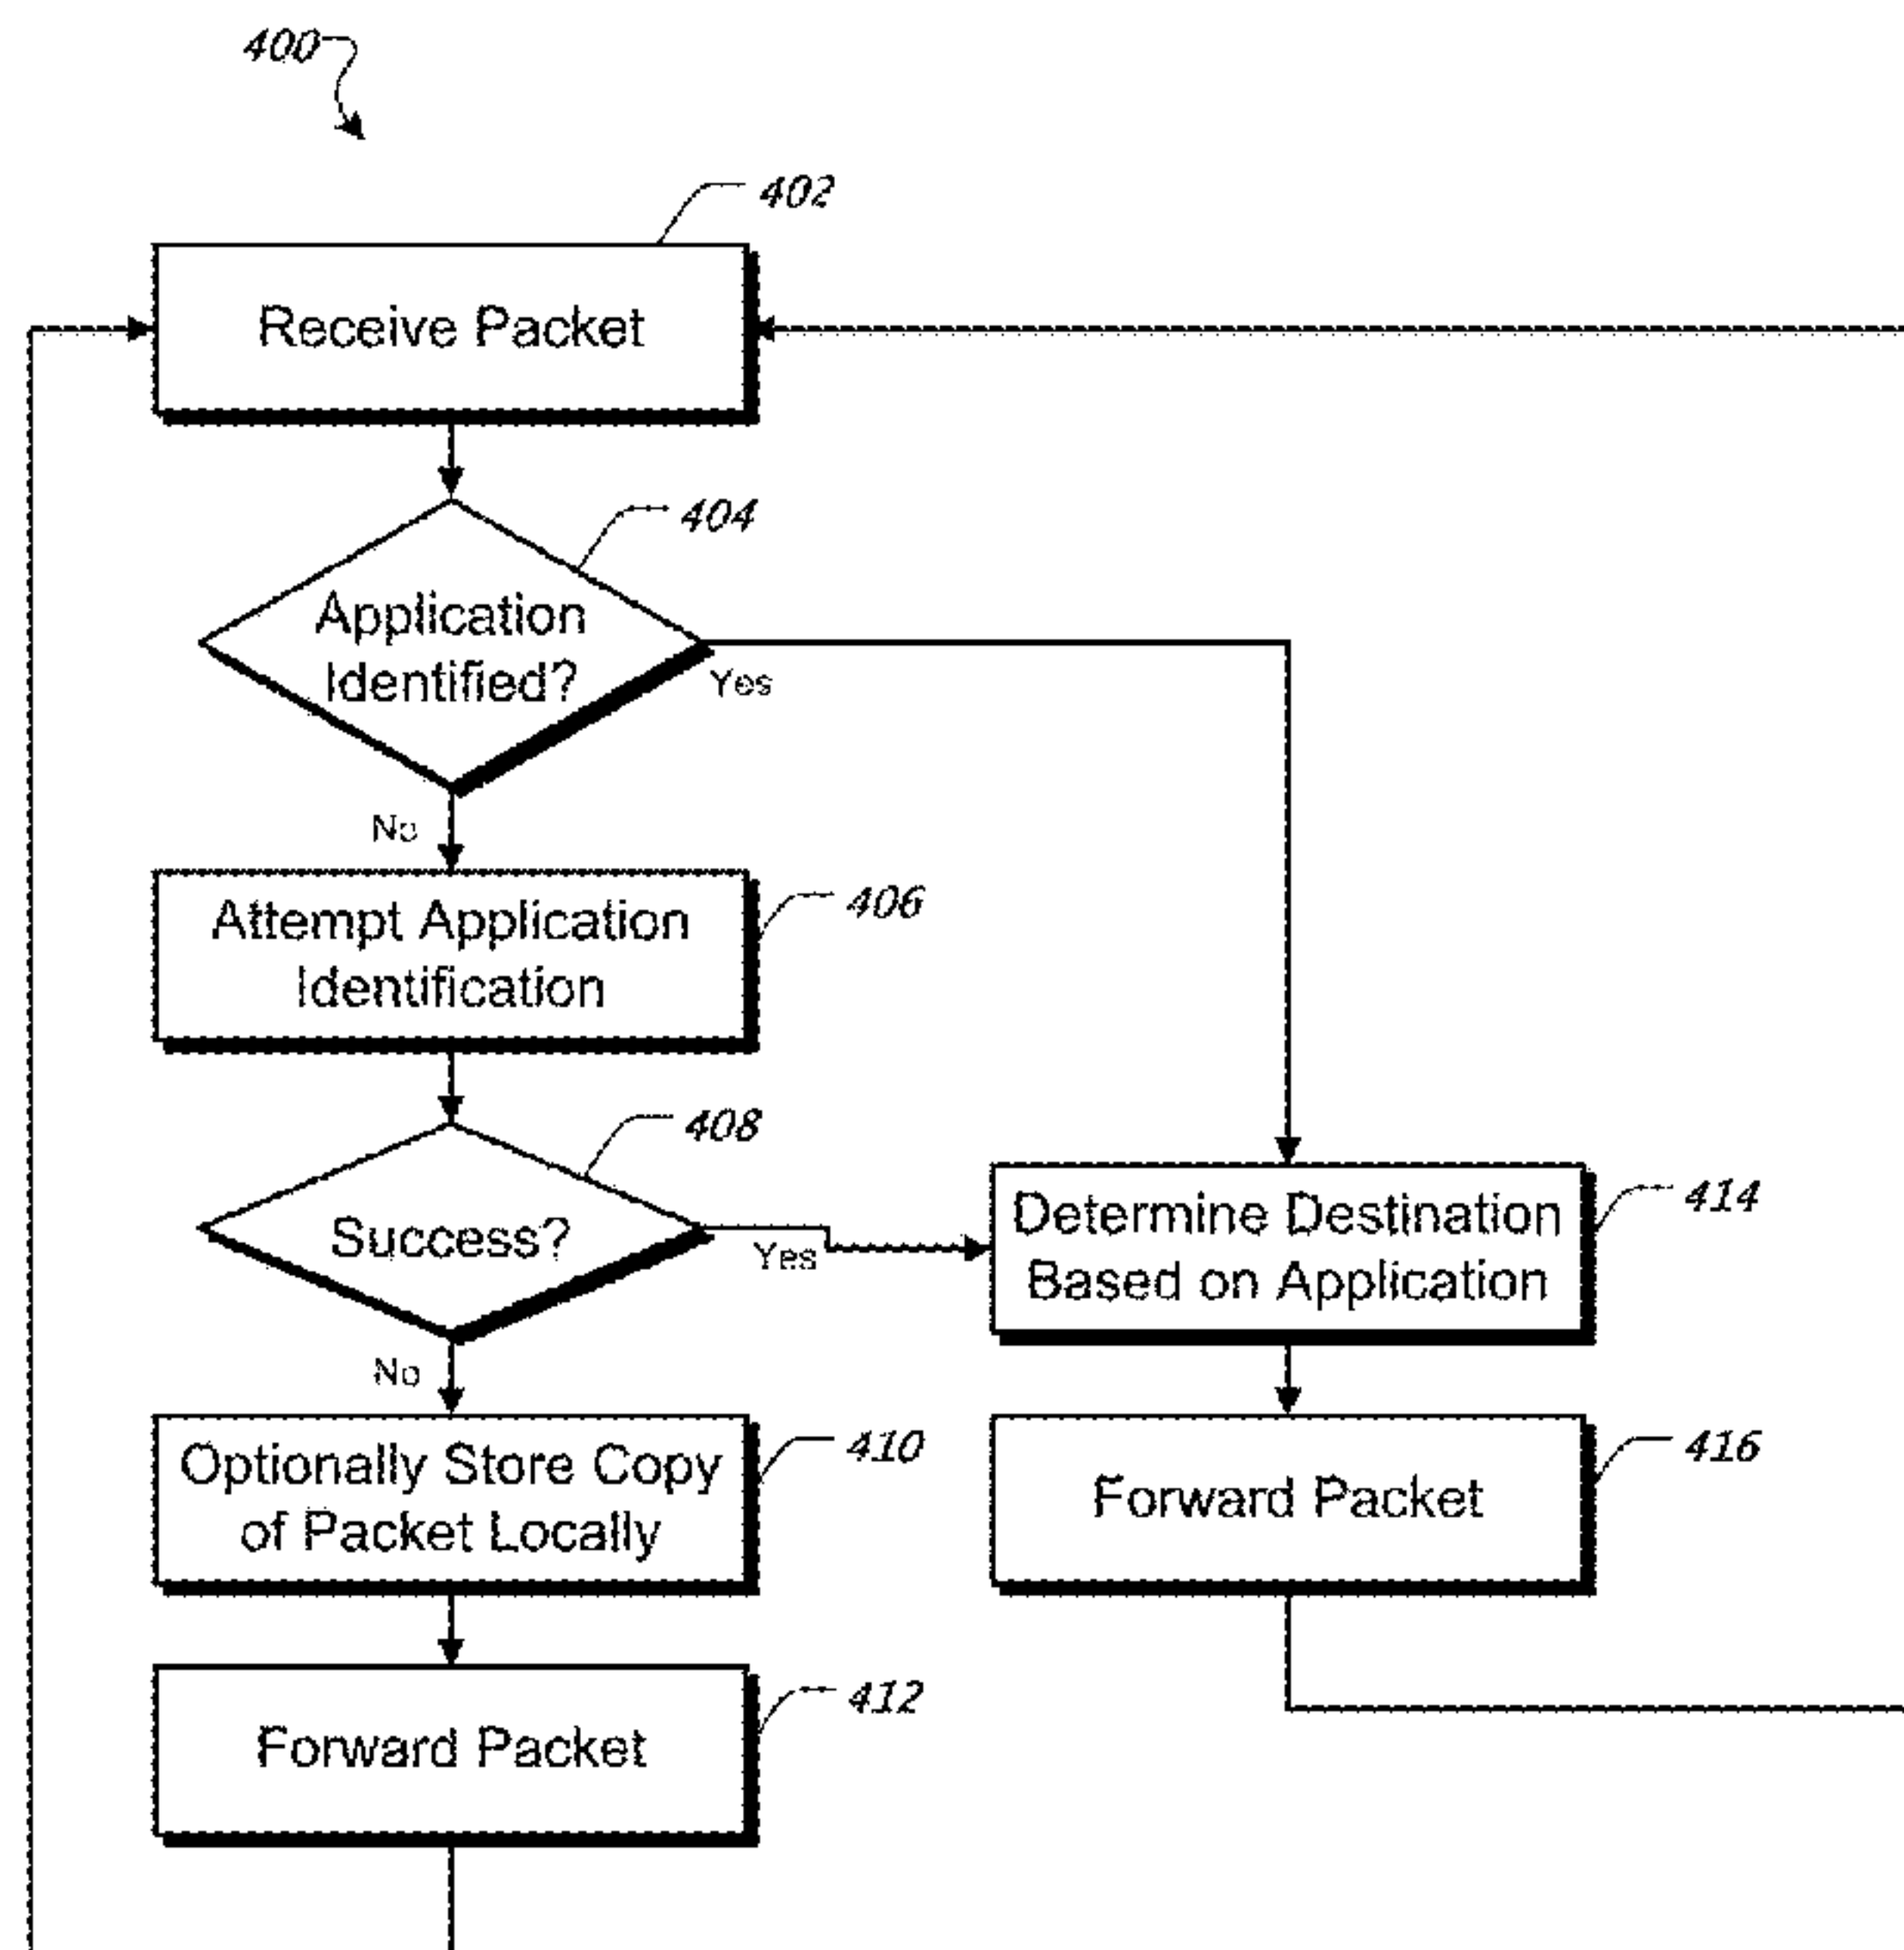 400
402
Receive Packet
404
Application
Identified?
Yes
No
406
Attempt Application
Identification
408
Success?
Yes
No
414
Determine Destination
Based on Application
410
Optionally Store Copy
of Packet Locally
416
Forward Packet
412
Forward Packet